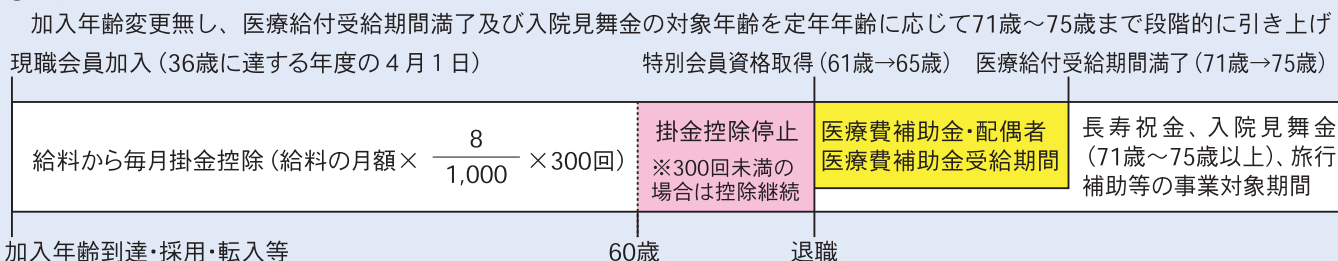 加入年齢変更無し、医療給付受給期間満了及び入院見舞金の対象年齢を定年年齢に応じて71歳～75歳まで段階的に引き上げ
現職会員加入（36歳に達する年度の４月１日）
特別会員資格取得（61歳→65歳）
医療給付受給期間満了（71歳→75歳）
給料から毎月掛金控除（給料の月額× 8/1,000 ×300回）
掛金控除停止
※300回未満の
場合は控除継続
医療費補助金・配偶者
医療費補助金受給期間
長寿祝金、入院見舞金
（71歳～75歳以上）、旅行
補助等の事業対象期間
加入年齢到達・採用・転入等
60歳
退職